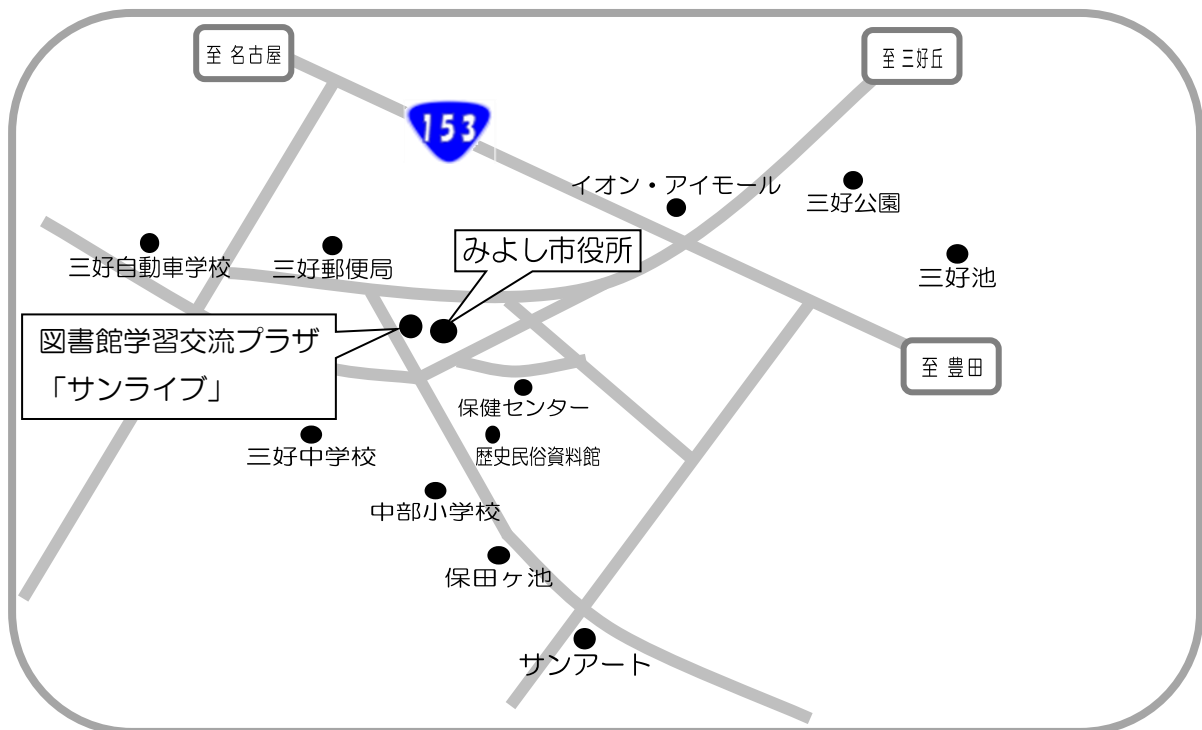 至 名古屋
至 三好丘
153
イオン・アイモール
三好公園
みよし市役所
三好自動車学校
三好郵便局
三好池
図書館学習交流プラザ
「サンライブ」
至 豊田
保健センター
三好中学校
歴史民俗資料館
中部小学校
保田ヶ池
サンアート